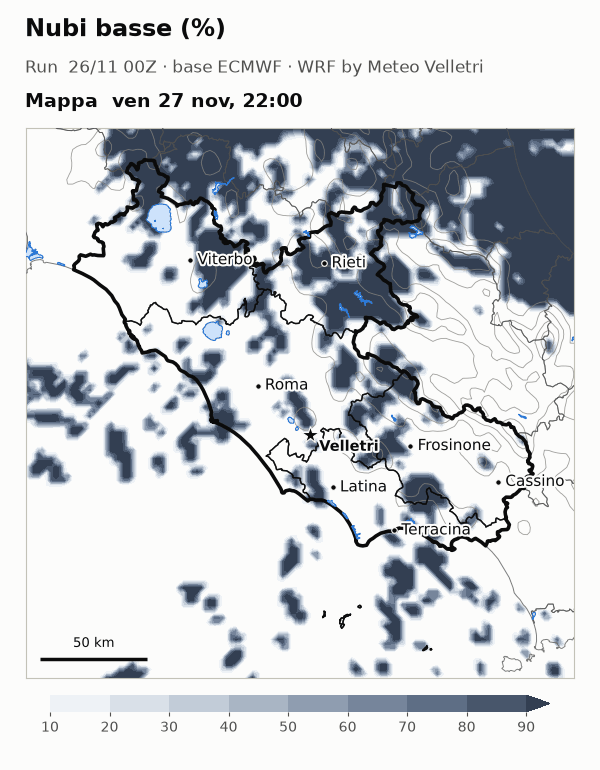 Nubi basse (%)
Run  26/11 00Z · base ECMWF · WRF by Meteo Velletri
Mappa  ven 27 nov, 22:00
Viterbo
Rieti
Roma
Velletri
Frosinone
Cassino
Latina
Terracina
50 km
10 20 30 40 50 60 70 80 90